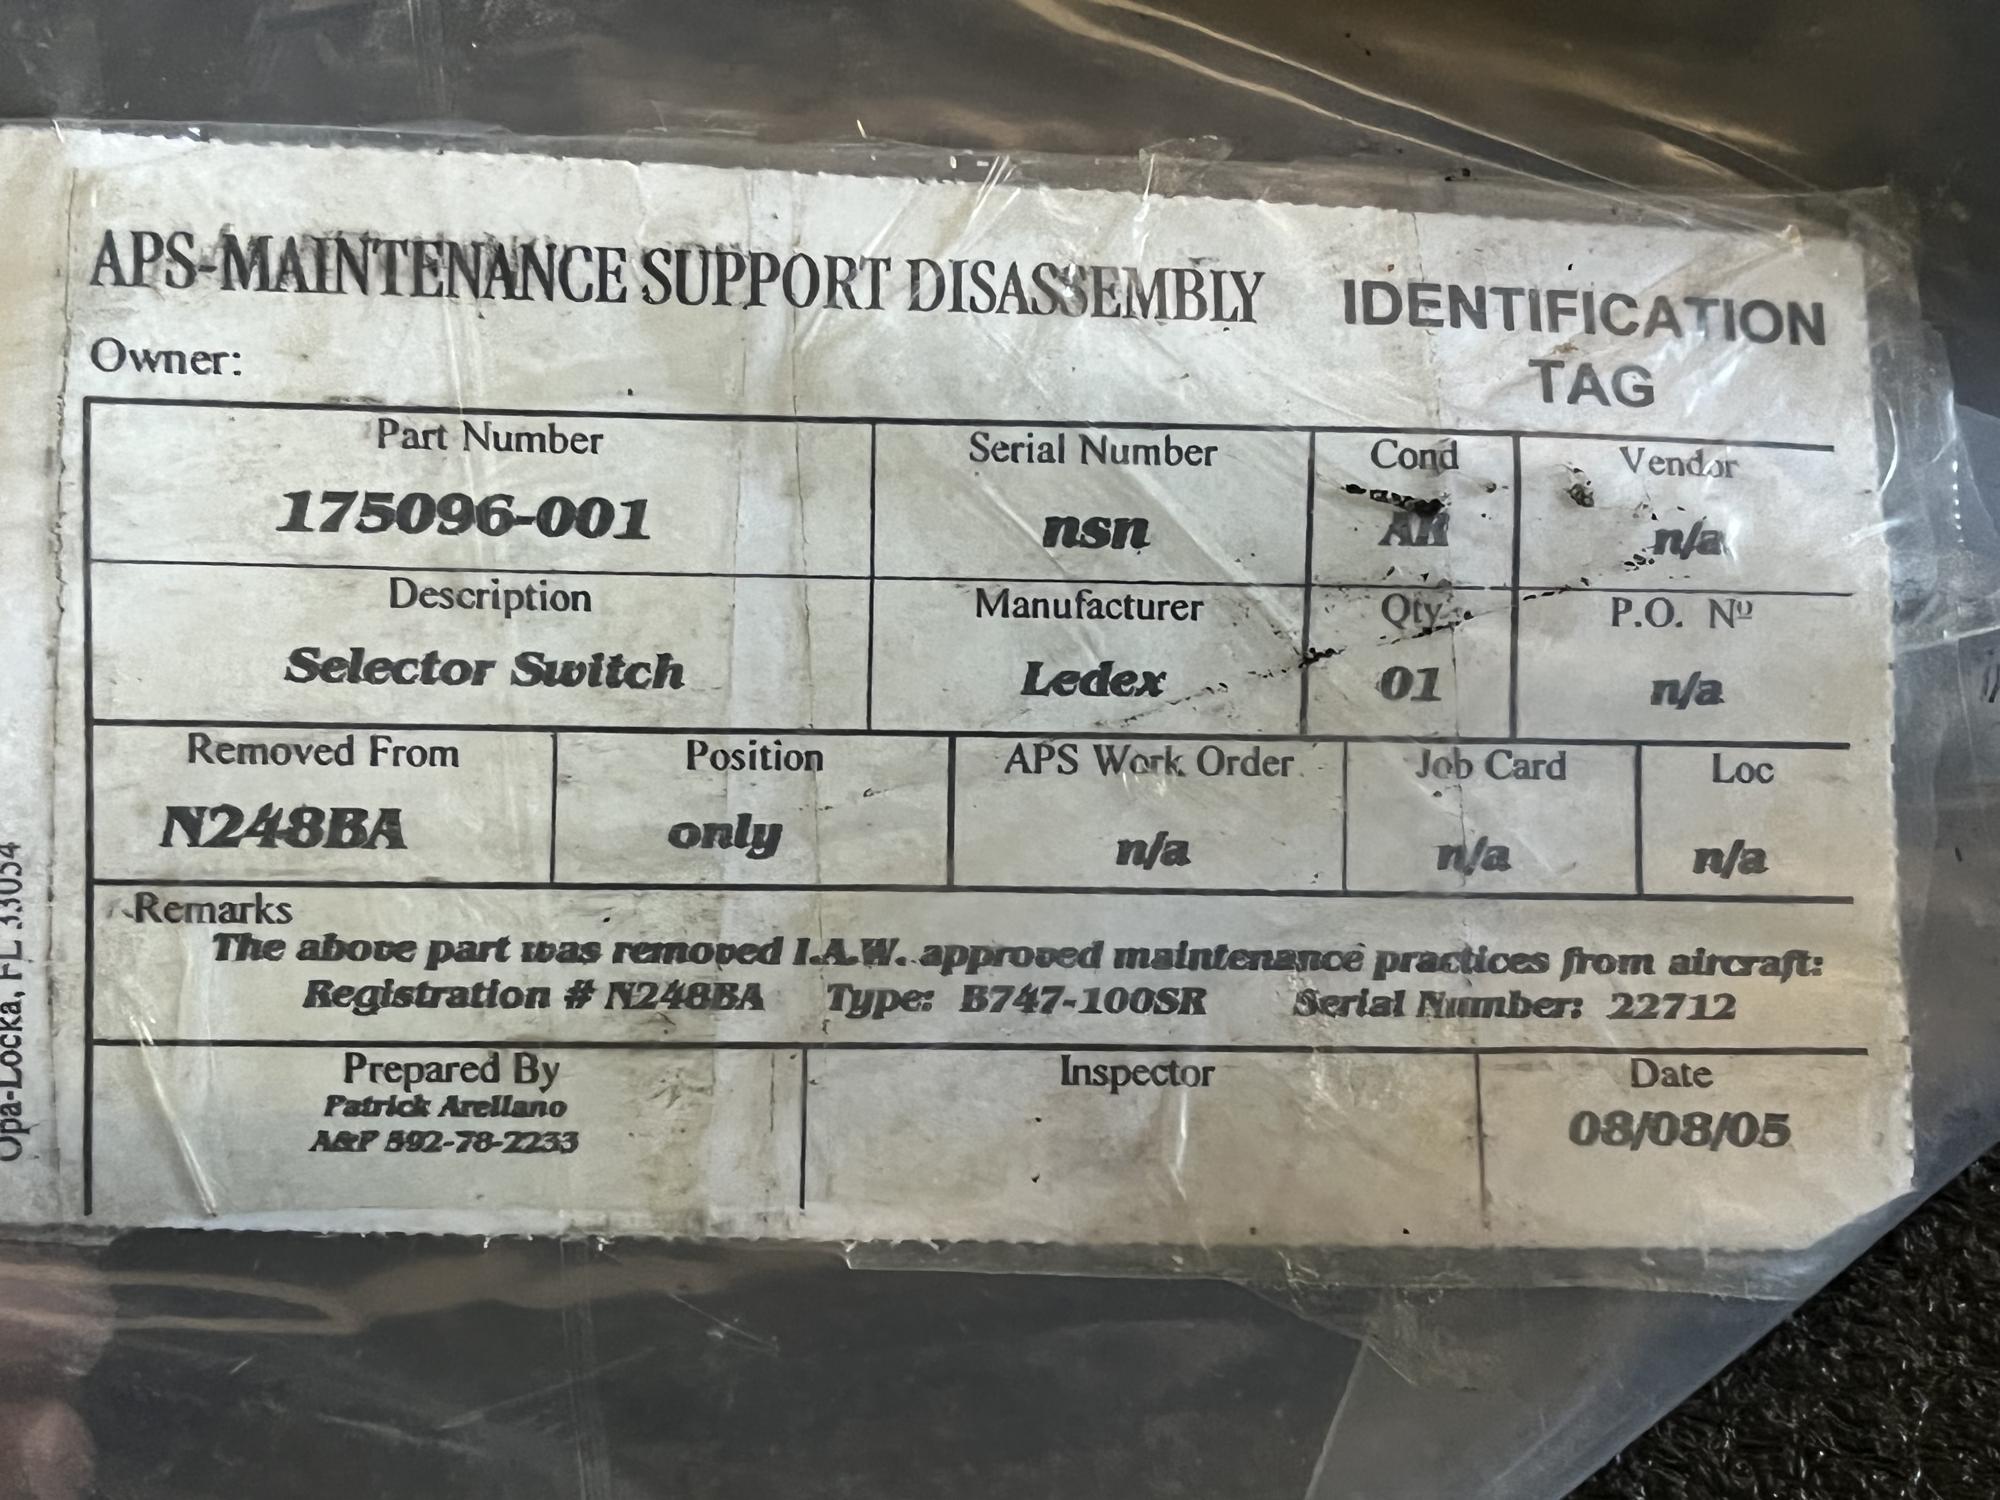 APS-MAINTENANCE SUPPORT DISASSEMBLY IDENTIFICATION TAG
Owner:
Part Number Serial Number Cond Vendor
175096-001 nsn AR n/a
Description Manufacturer Qty P.O. Nº
Selector Switch Ledex 01 n/a
Removed From Position APS Work Order Job Card Loc
N248BA only n/a n/a n/a
Remarks
The above part was removed I.A.W. approved maintenance practices from aircraft:
Registration # N248BA Type: B747-100SR Serial Number: 22712
Prepared By Inspector Date
Patrick Arellano 08/08/05
A&P 592-78-2233
Opa-Locka, FL 33054